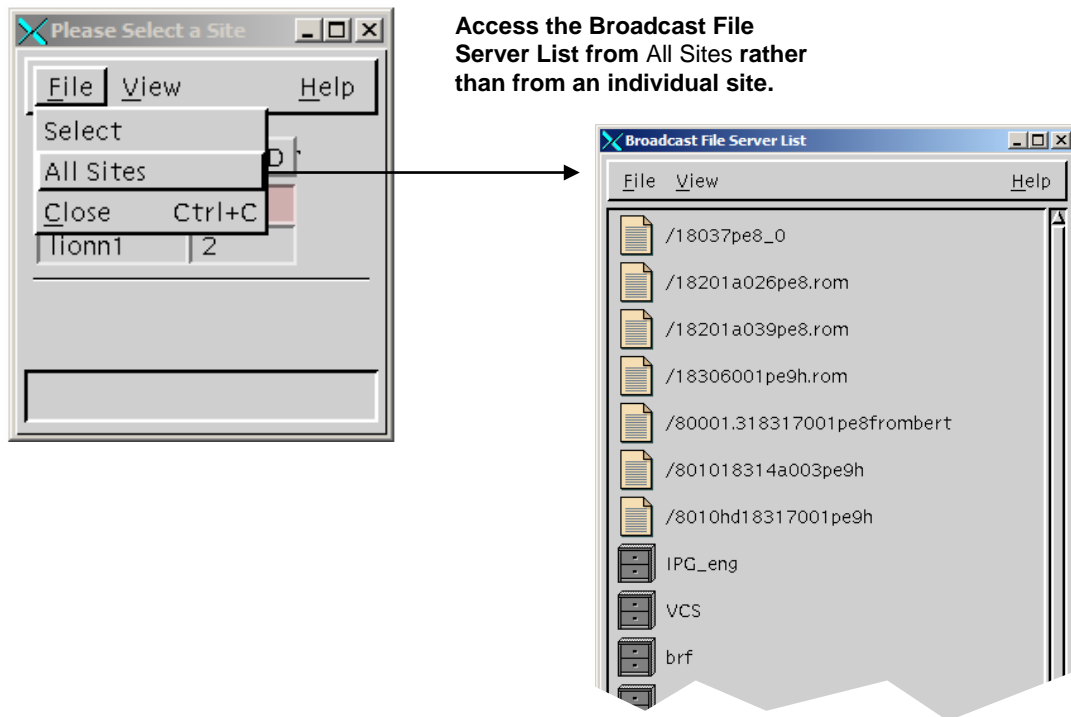 Please Select a Site
File View Help
Select
All Sites
Close Ctrl+C
lionn1 2
Access the Broadcast File
Server List from All Sites rather
than from an individual site.
Broadcast File Server List
File View Help
/18037pe8_0
/18201a026pe8.rom
/18201a039pe8.rom
/18306001pe9h.rom
/80001.318317001pe8frombert
/801018314a003pe9h
/8010hd18317001pe9h
IPG_eng
VCS
brf